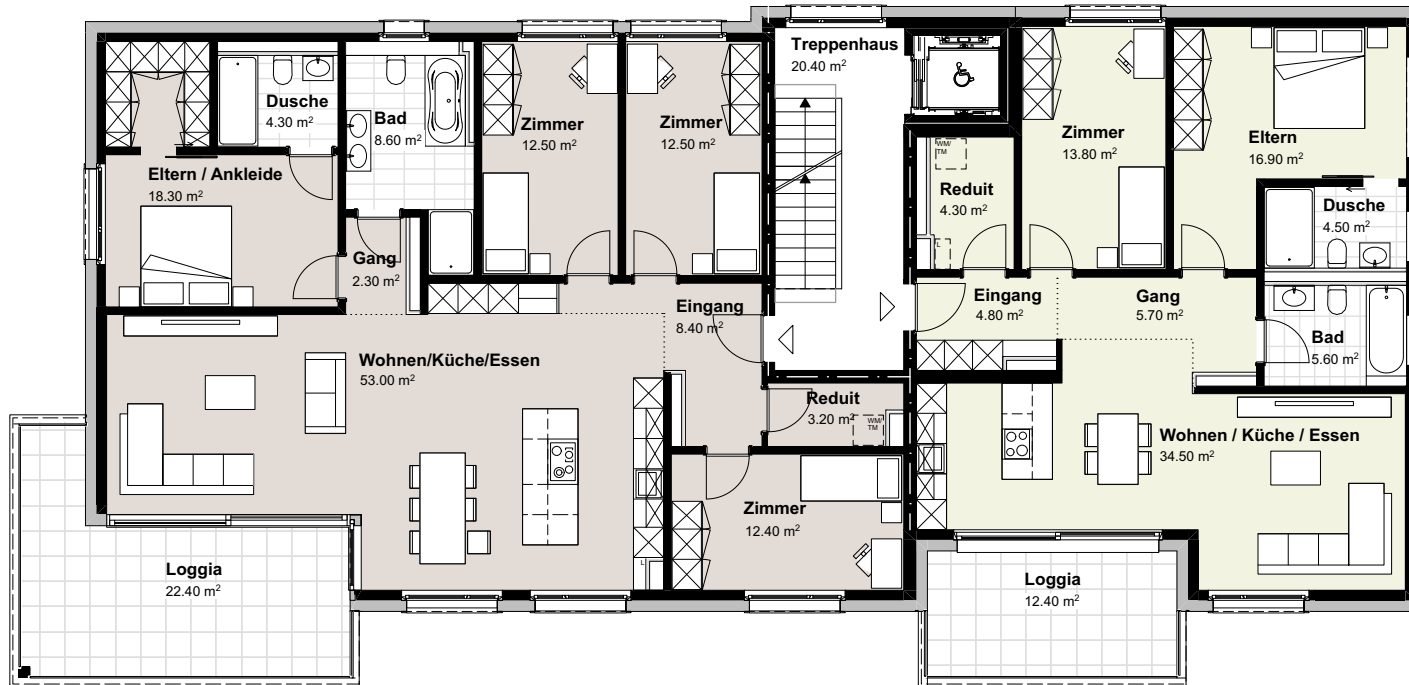 Treppenhaus
20.40 m²
Dusche
4.30 m²
Bad
8.60 m²
Zimmer
12.50 m²
Zimmer
12.50 m²
Zimmer
13.80 m²
Eltern
16.90 m²
WM/
TM
Eltern / Ankleide
18.30 m²
Reduit
4.30 m²
L
Dusche
4.50 m²
Gang
2.30 m²
Eingang
8.40 m²
Eingang
4.80 m²
Gang
5.70 m²
Bad
5.60 m²
Wohnen/Küche/Essen
53.00 m²
Reduit
3.20 m²
WM/
TM
Wohnen / Küche / Essen
34.50 m²
Zimmer
12.40 m²
L
Loggia
22.40 m²
Loggia
12.40 m²